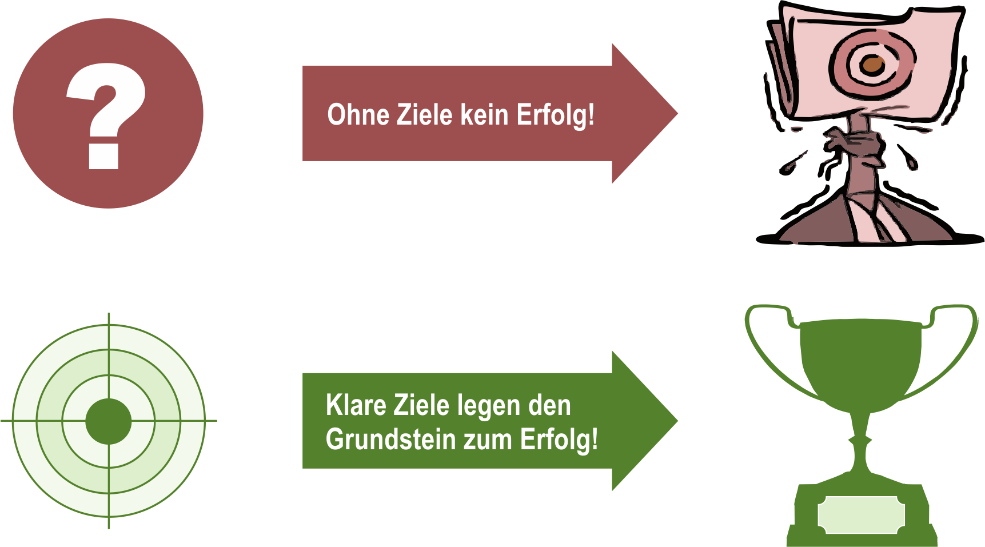 ?
Ohne Ziele kein Erfolg!
Klare Ziele legen den
Grundstein zum Erfolg!